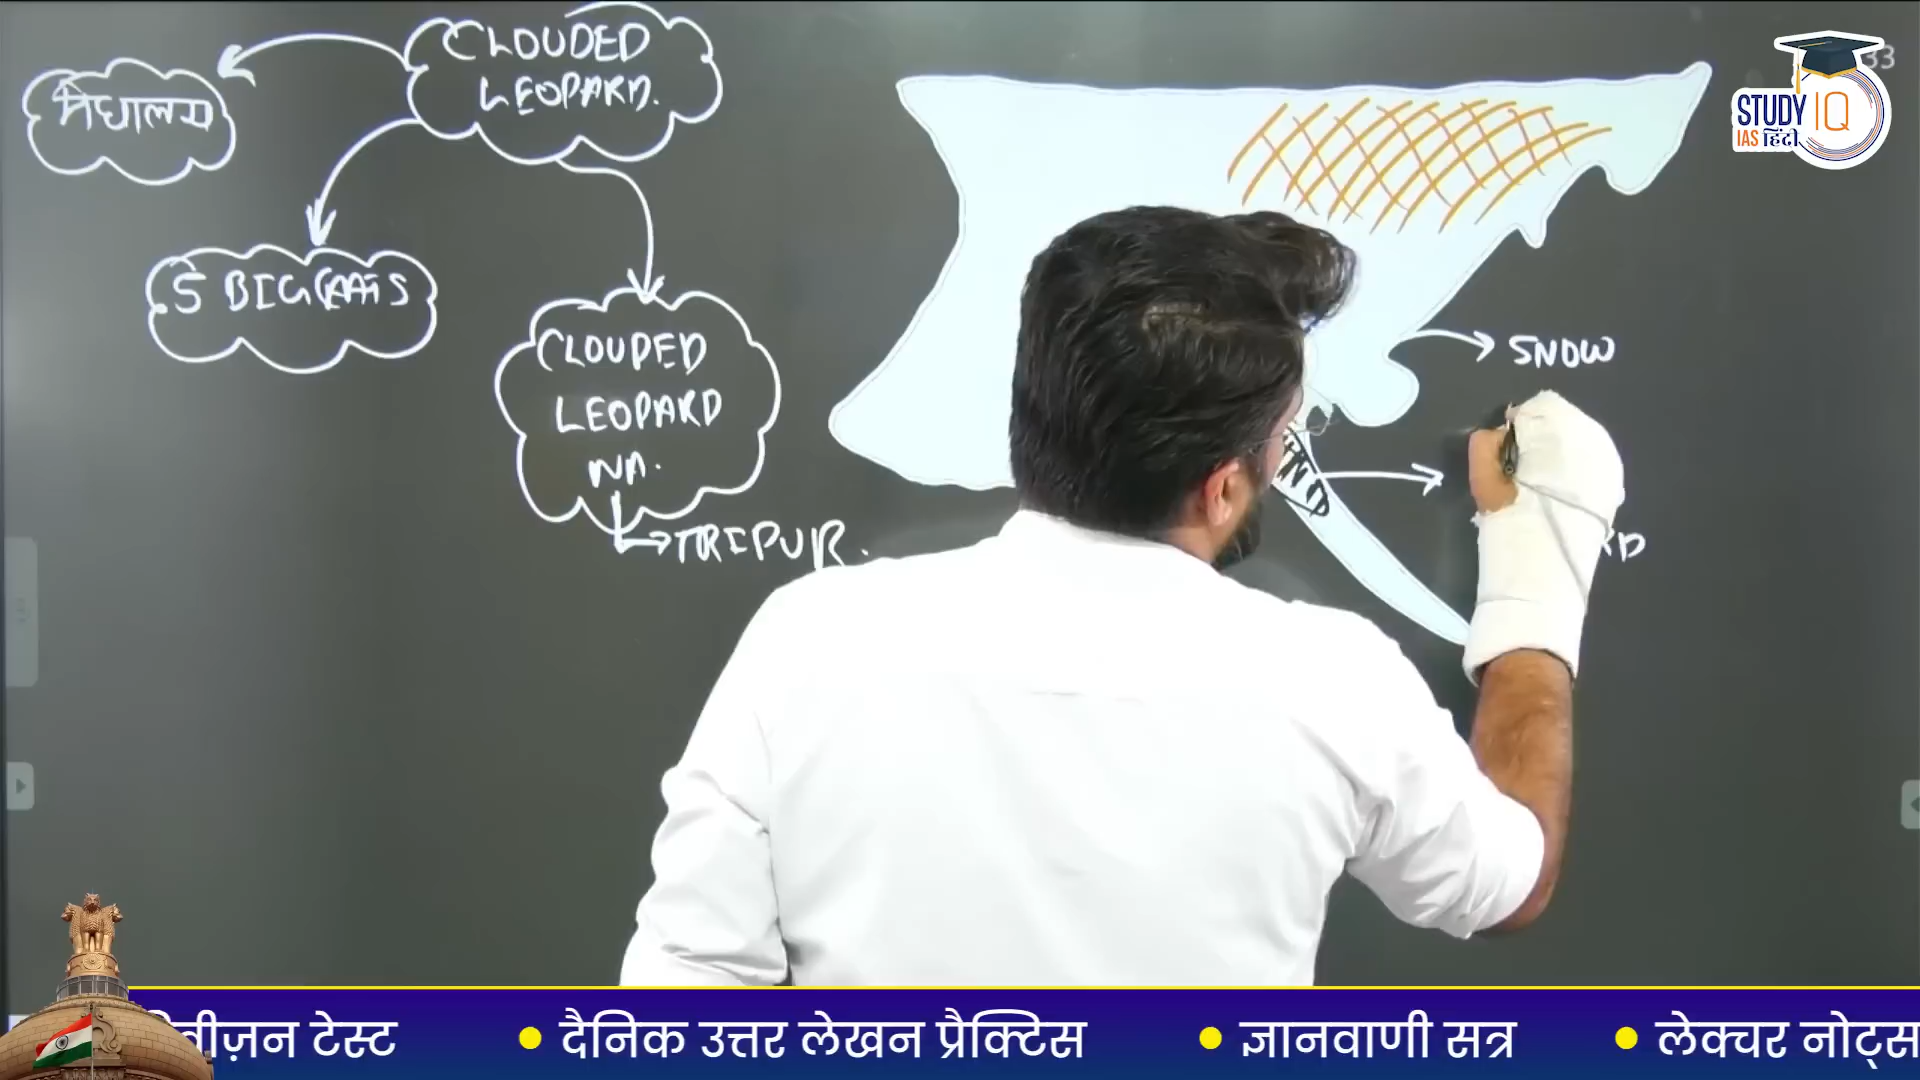 CLOUDED
LEOPARD.
मेघालय
5 BIG CATS
CLOUDED
LEOPARD
NP.
TRIPUR
SNOW
33
STUDY IQ
IAS हिंदी
टेस्ट
दैनिक उत्तर लेखन प्रैक्टिस
ज्ञानवाणी सत्र
लेक्चर नोट्स